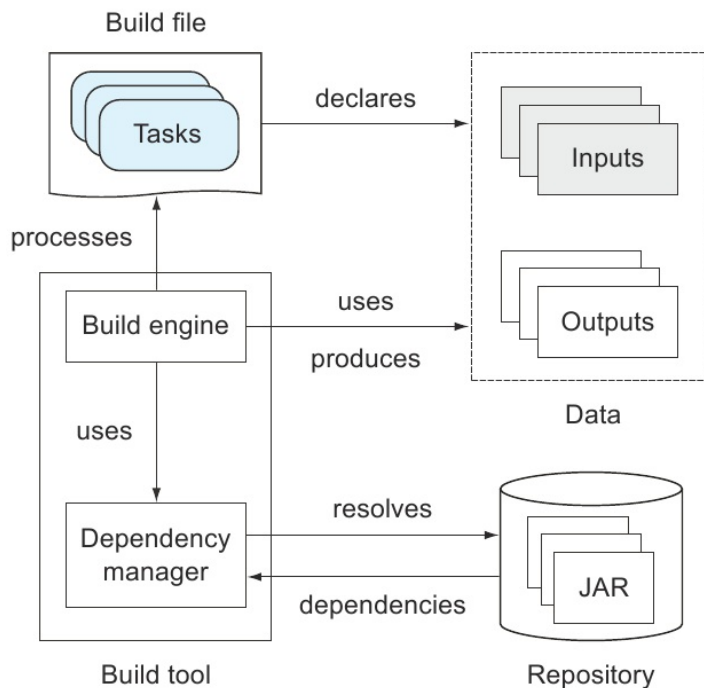 Build file
Tasks
declares
Inputs
processes
Build engine
uses
produces
Outputs
Data
uses
Dependency
manager
resolves
dependencies
JAR
Build tool
Repository